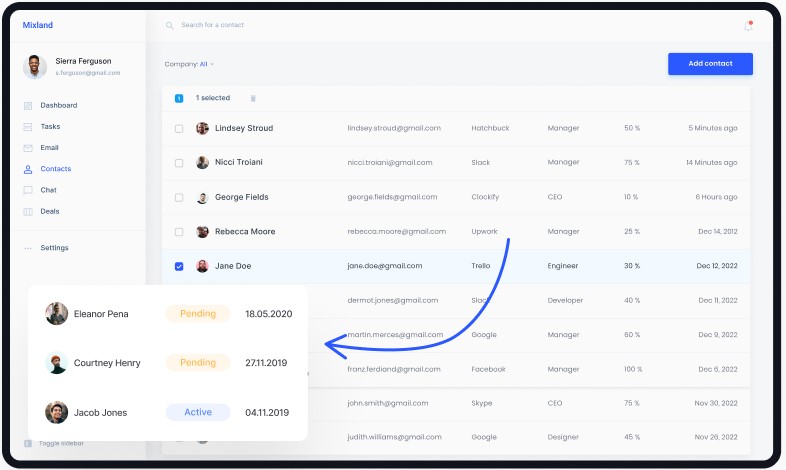 Mixland
Search for a contact
Sierra Ferguson
s.ferguson@gmail.com
Company: All
Add contact
1 selected
Dashboard
Tasks
Email
Contacts
Chat
Deals
Settings
Lindsey Stroud lindsey.stroud@gmail.com Hatchbuck Manager 50 % 5 Minutes ago
Nicci Troiani nicci.troiani@gmail.com Slack Manager 75 % 14 Minutes ago
George Fields george.fields@gmail.com Clockify CEO 10 % 6 Hours ago
Rebecca Moore rebecca.moore@gmail.com Upwork Manager 25 % Dec 14, 2012
Jane Doe jane.doe@gmail.com Trello Engineer 30 % Dec 12, 2022
dermot.jones@gmail.com Slack Developer 40 % Dec 11, 2022
martin.merces@gmail.com Google Manager 60 % Dec 9, 2022
franz.ferdiand@gmail.com Facebook Manager 100 % Dec 6, 2022
john.smith@gmail.com Skype CEO 75 % Nov 30, 2022
judith.williams@gmail.com Google Designer 45 % Nov 26, 2022
Eleanor Pena Pending 18.05.2020
Courtney Henry Pending 27.11.2019
Jacob Jones Active 04.11.2019
Toggle sidebar